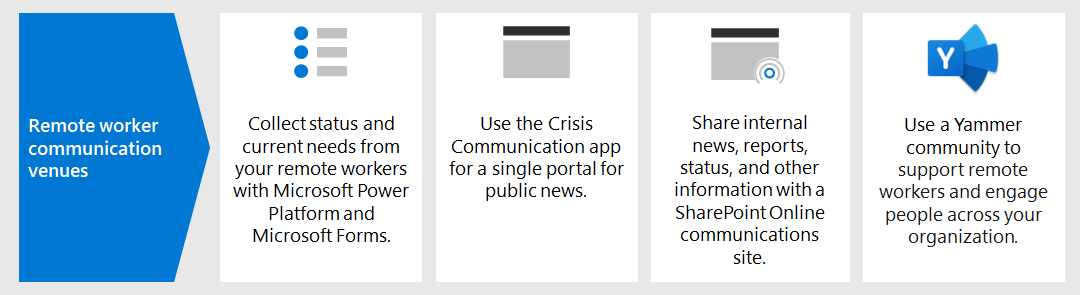 Remote worker
communication
venues
Collect status and
current needs from
your remote workers
with Microsoft Power
Platform and
Microsoft Forms.
Use the Crisis
Communication app
for a single portal for
public news.
Share internal
news, reports,
status, and other
information with a
SharePoint Online
communications
site.
Y
Use a Yammer
community to
support remote
workers and engage
people across your
organization.